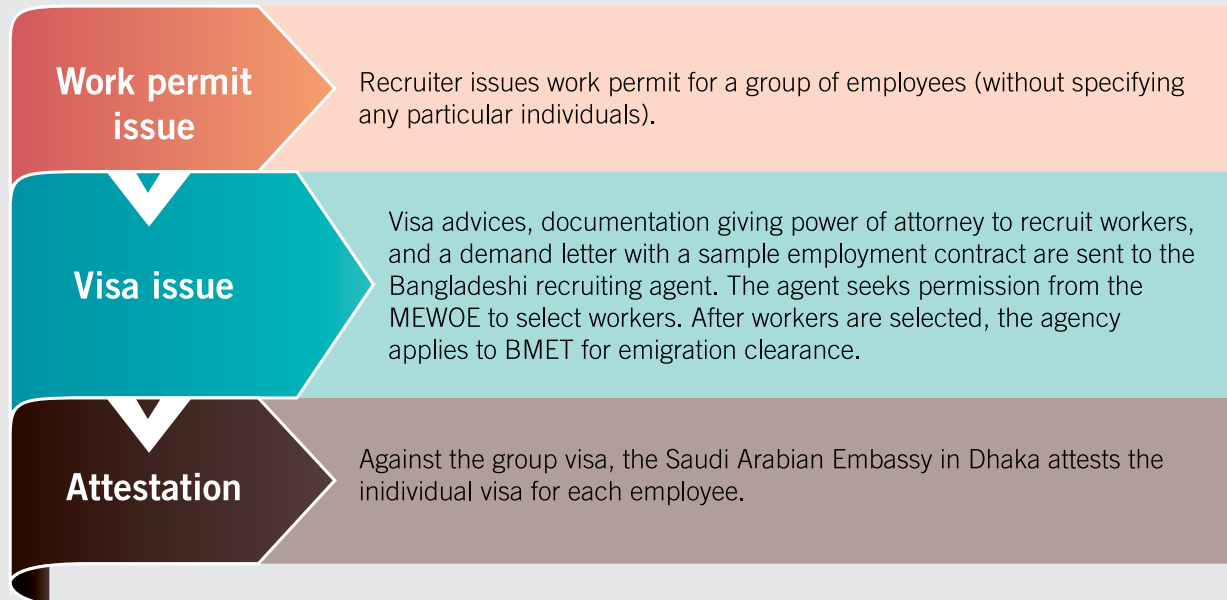 Work permit
issue
Recruiter issues work permit for a group of employees (without specifying
any particular individuals).
Visa issue
Visa advices, documentation giving power of attorney to recruit workers,
and a demand letter with a sample employment contract are sent to the
Bangladeshi recruiting agent. The agent seeks permission from the
MEWOE to select workers. After workers are selected, the agency
applies to BMET for emigration clearance.
Attestation
Against the group visa, the Saudi Arabian Embassy in Dhaka attests the
inidividual visa for each employee.